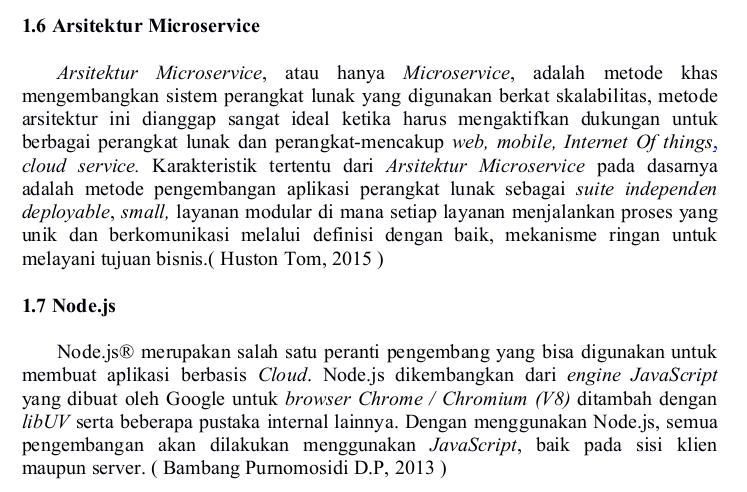 1.6 Arsitektur Microservice
Arsitektur Microservice, atau hanya Microservice, adalah metode khas
mengembangkan sistem perangkat lunak yang digunakan berkat skalabilitas, metode
arsitektur ini dianggap sangat ideal ketika harus mengaktifkan dukungan untuk
berbagai perangkat lunak dan perangkat-mencakup web, mobile, Internet Of things,
cloud service. Karakteristik tertentu dari Arsitektur Microservice pada dasarnya
adalah metode pengembangan aplikasi perangkat lunak sebagai suite independen
deployable, small, layanan modular di mana setiap layanan menjalankan proses yang
unik dan berkomunikasi melalui definisi dengan baik, mekanisme ringan untuk
melayani tujuan bisnis.( Huston Tom, 2015 )
1.7 Node.js
Node.js® merupakan salah satu peranti pengembang yang bisa digunakan untuk
membuat aplikasi berbasis Cloud. Node.js dikembangkan dari engine JavaScript
yang dibuat oleh Google untuk browser Chrome / Chromium (V8) ditambah dengan
libUV serta beberapa pustaka internal lainnya. Dengan menggunakan Node.js, semua
pengembangan akan dilakukan menggunakan JavaScript, baik pada sisi klien
maupun server. ( Bambang Purnomosidi D.P, 2013 )